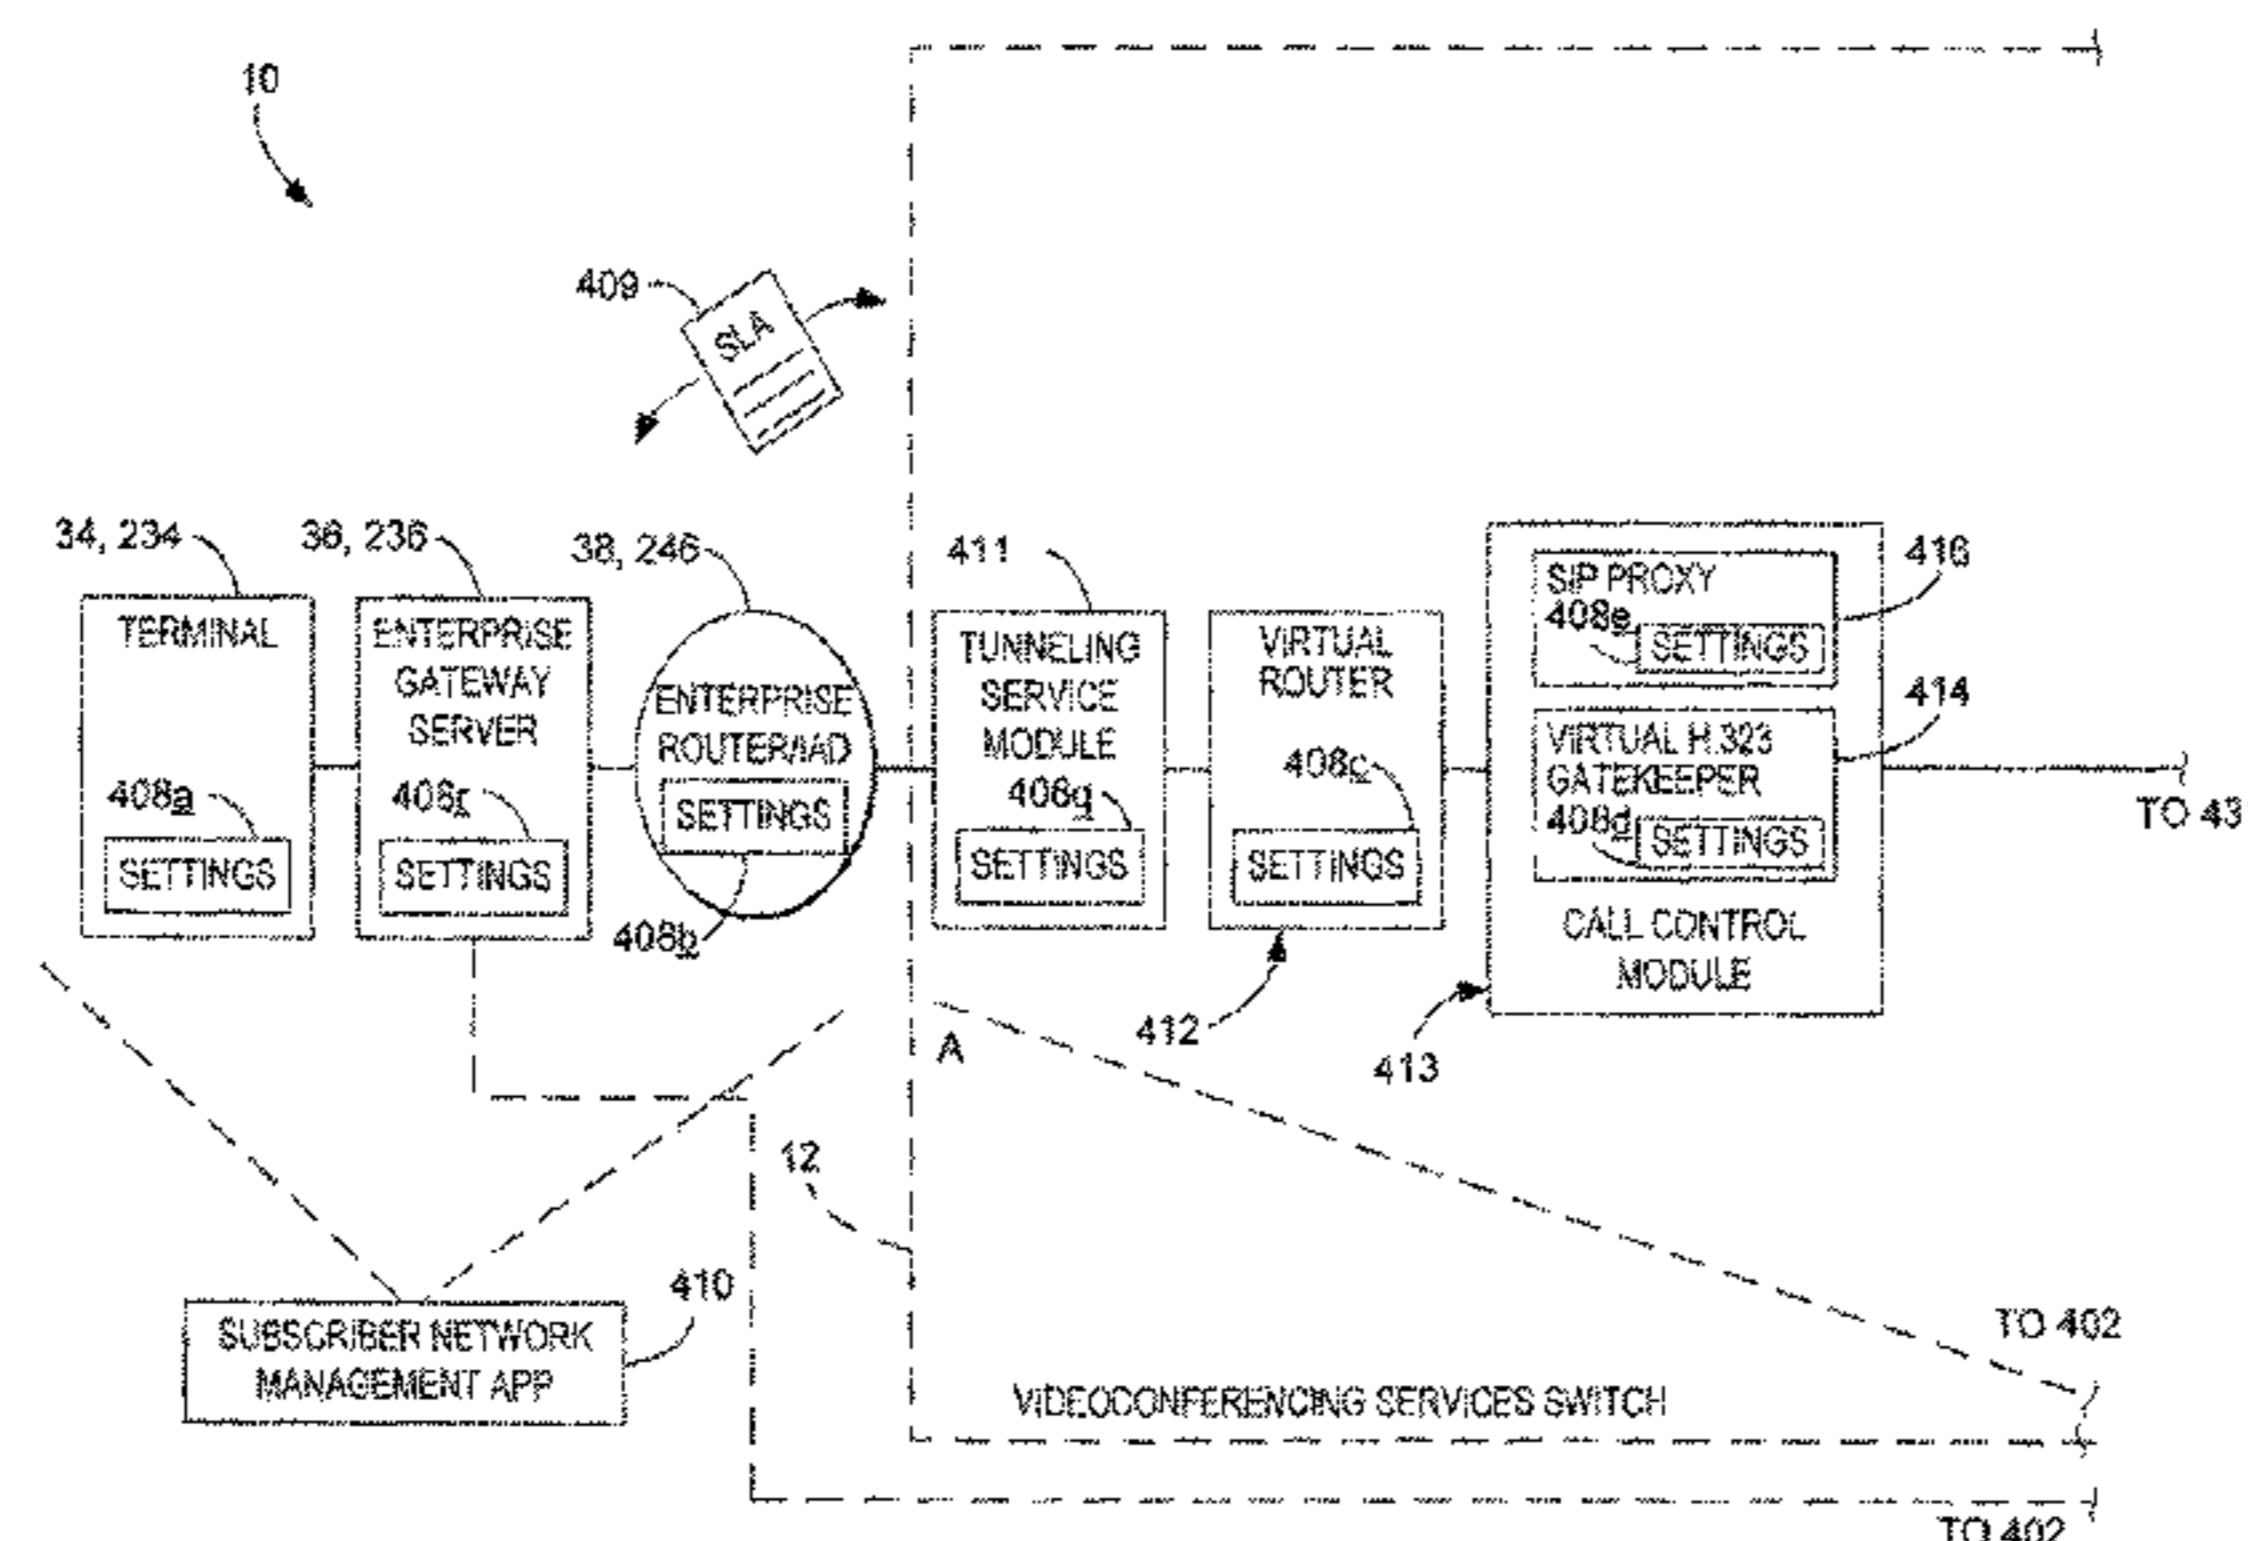 10
409
SLA
34, 234
36, 236
38, 246
411
416
TERMINAL
408a
SETTINGS
ENTERPRISE
GATEWAY
SERVER
408r
SETTINGS
ENTERPRISE
ROUTER/IAD
SETTINGS
408b
TUNNELING
SERVICE
MODULE
408q
SETTINGS
VIRTUAL
ROUTER
408c
SETTINGS
412
SIP PROXY
408e
SETTINGS
414
VIRTUAL H.323
GATEKEEPER
408d
SETTINGS
CALL CONTROL
MODULE
413
TO 43
A
12
410
SUBSCRIBER NETWORK
MANAGEMENT APP
TO 402
VIDEOCONFERENCING SERVICES SWITCH
TO 402